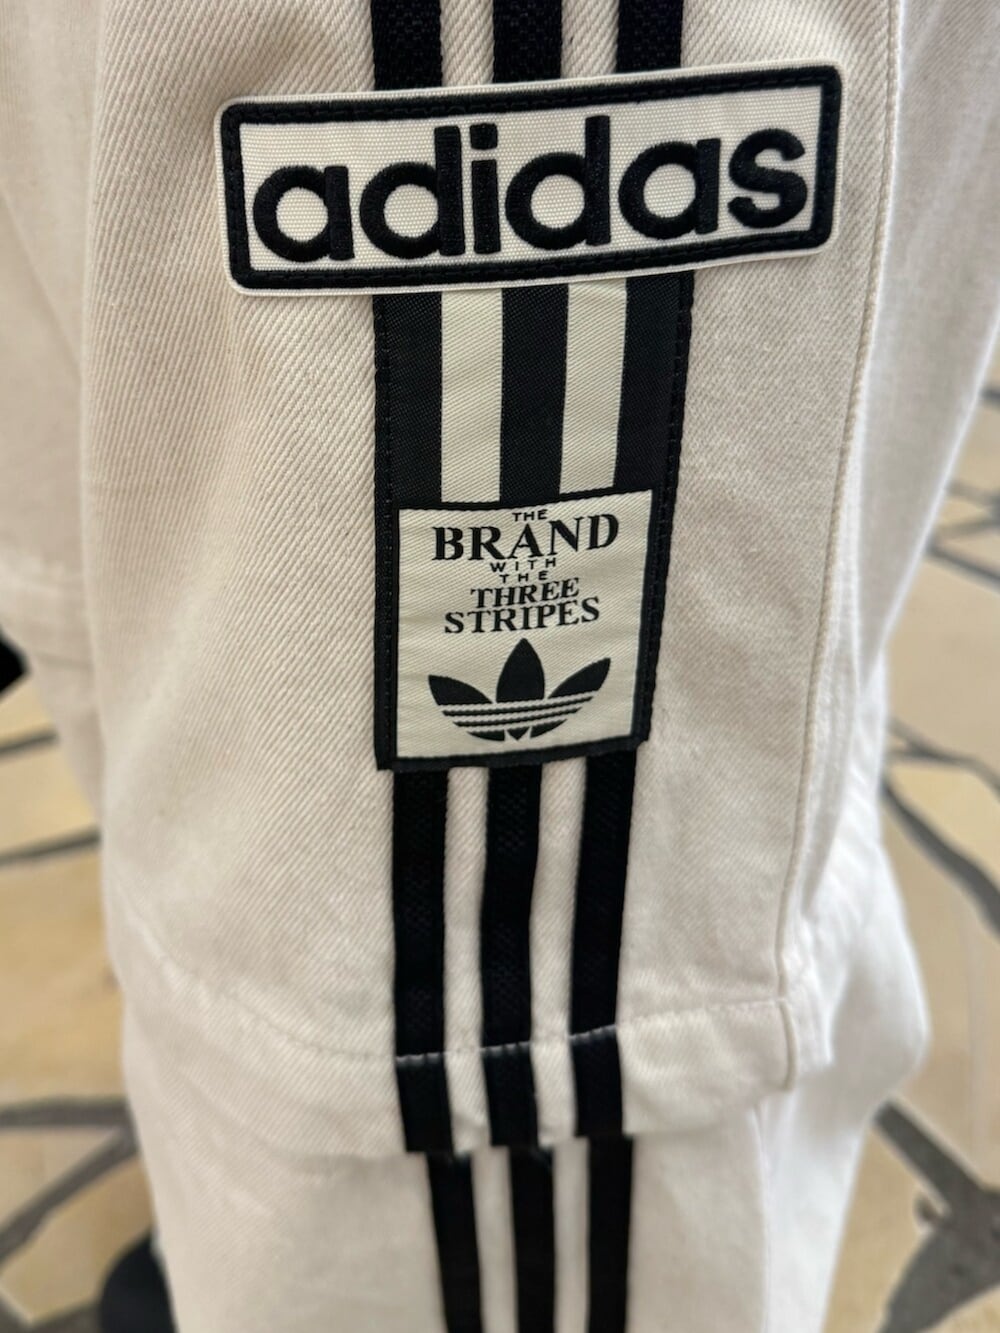 adidas
THE
BRAND
WITH
THE
THREE
STRIPES